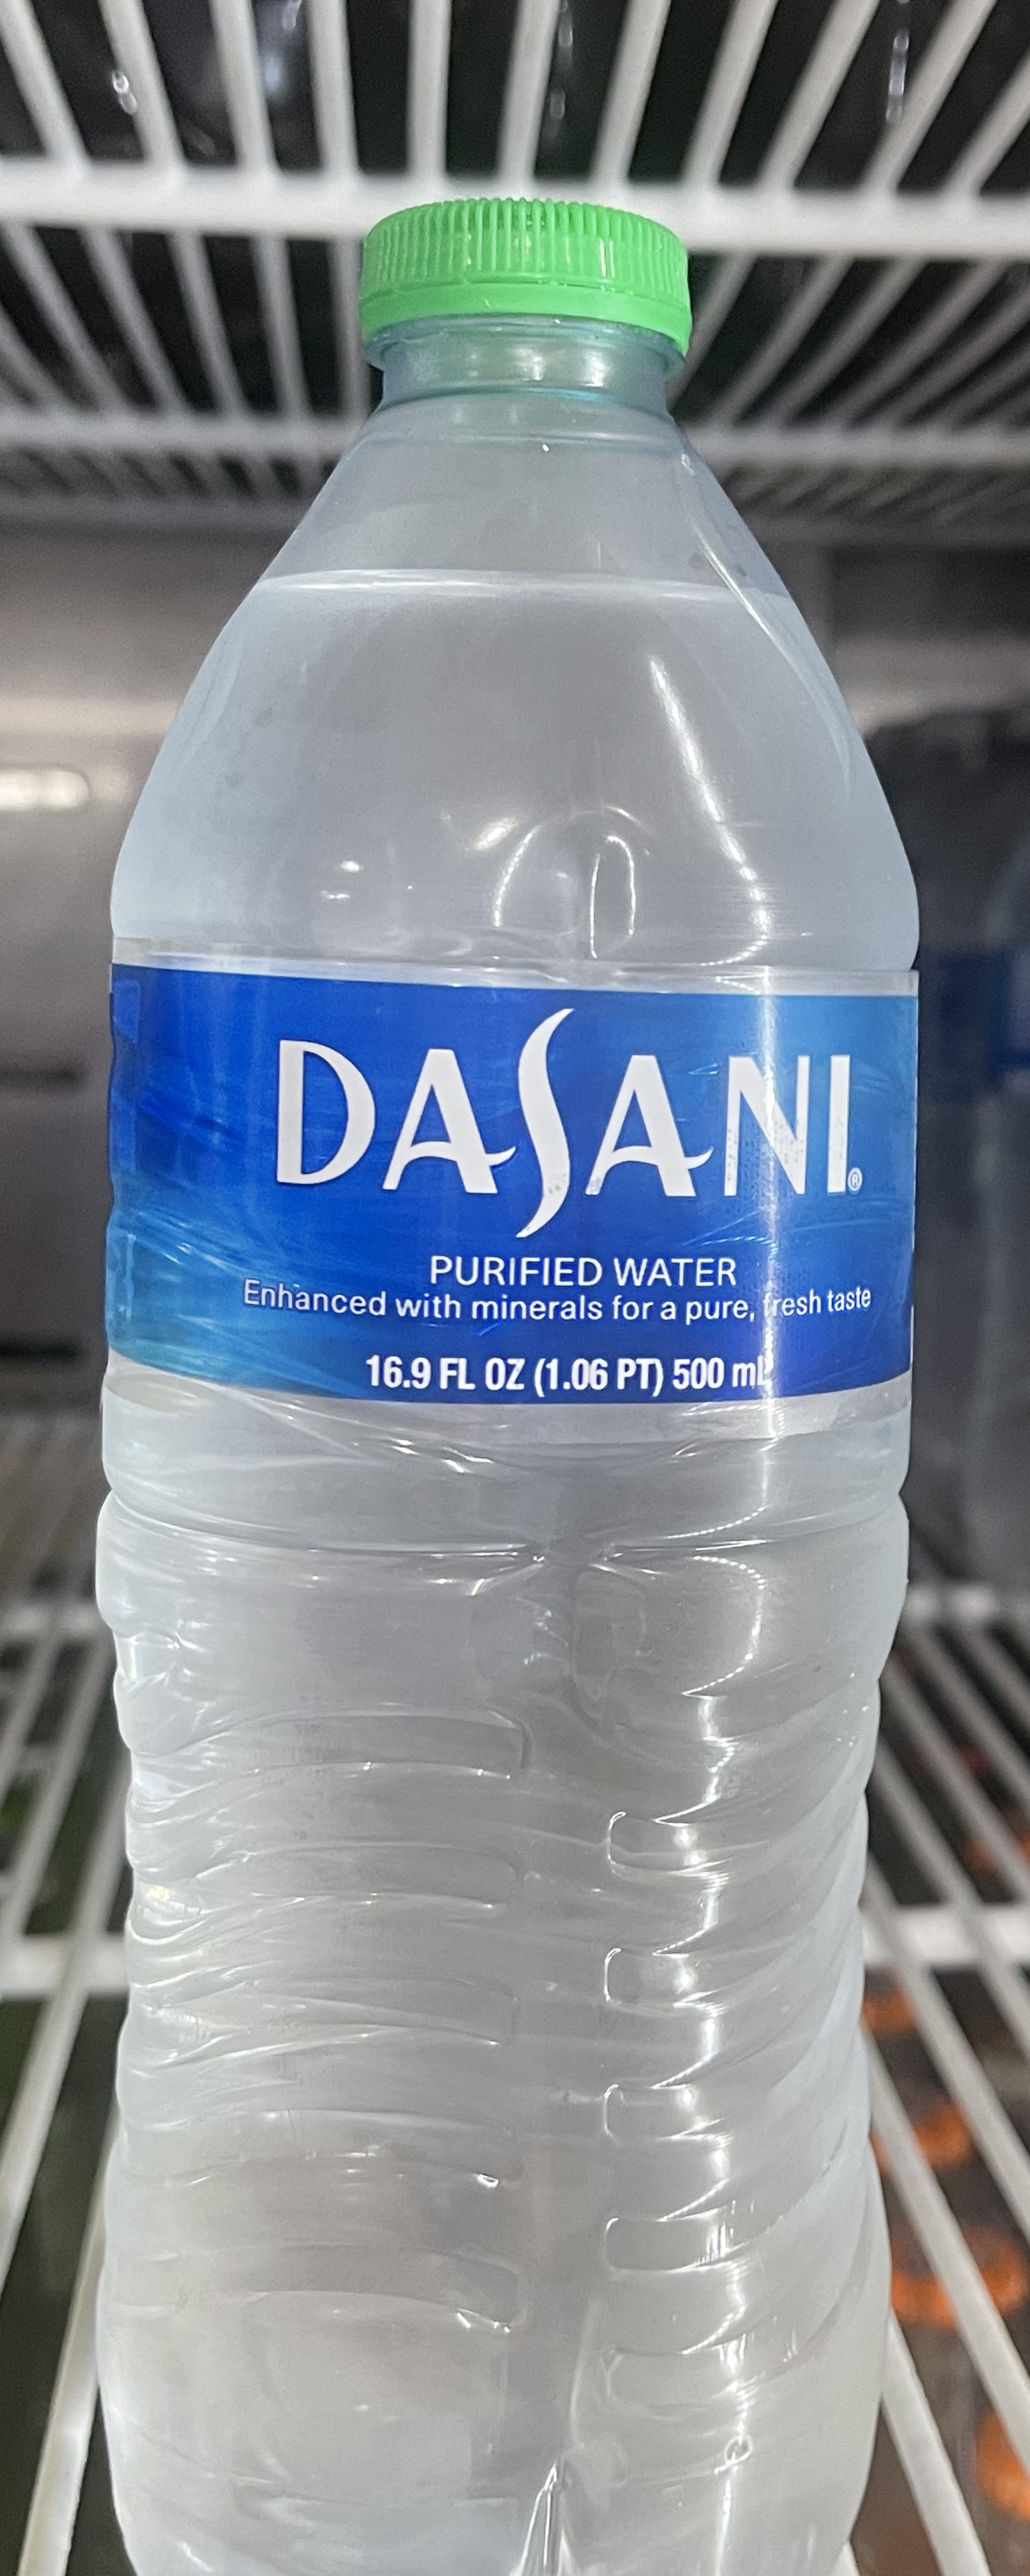 DASANI®
PURIFIED WATER
Enhanced with minerals for a pure, fresh taste
16.9 FL OZ (1.06 PT) 500 mL